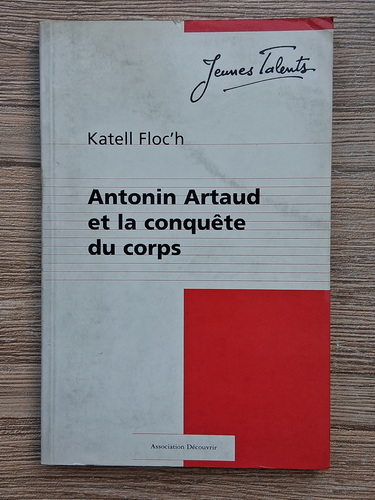 Jeunes Talents
Katell Floc'h
Antonin Artaud
et la conquête
du corps
Association Découvrir